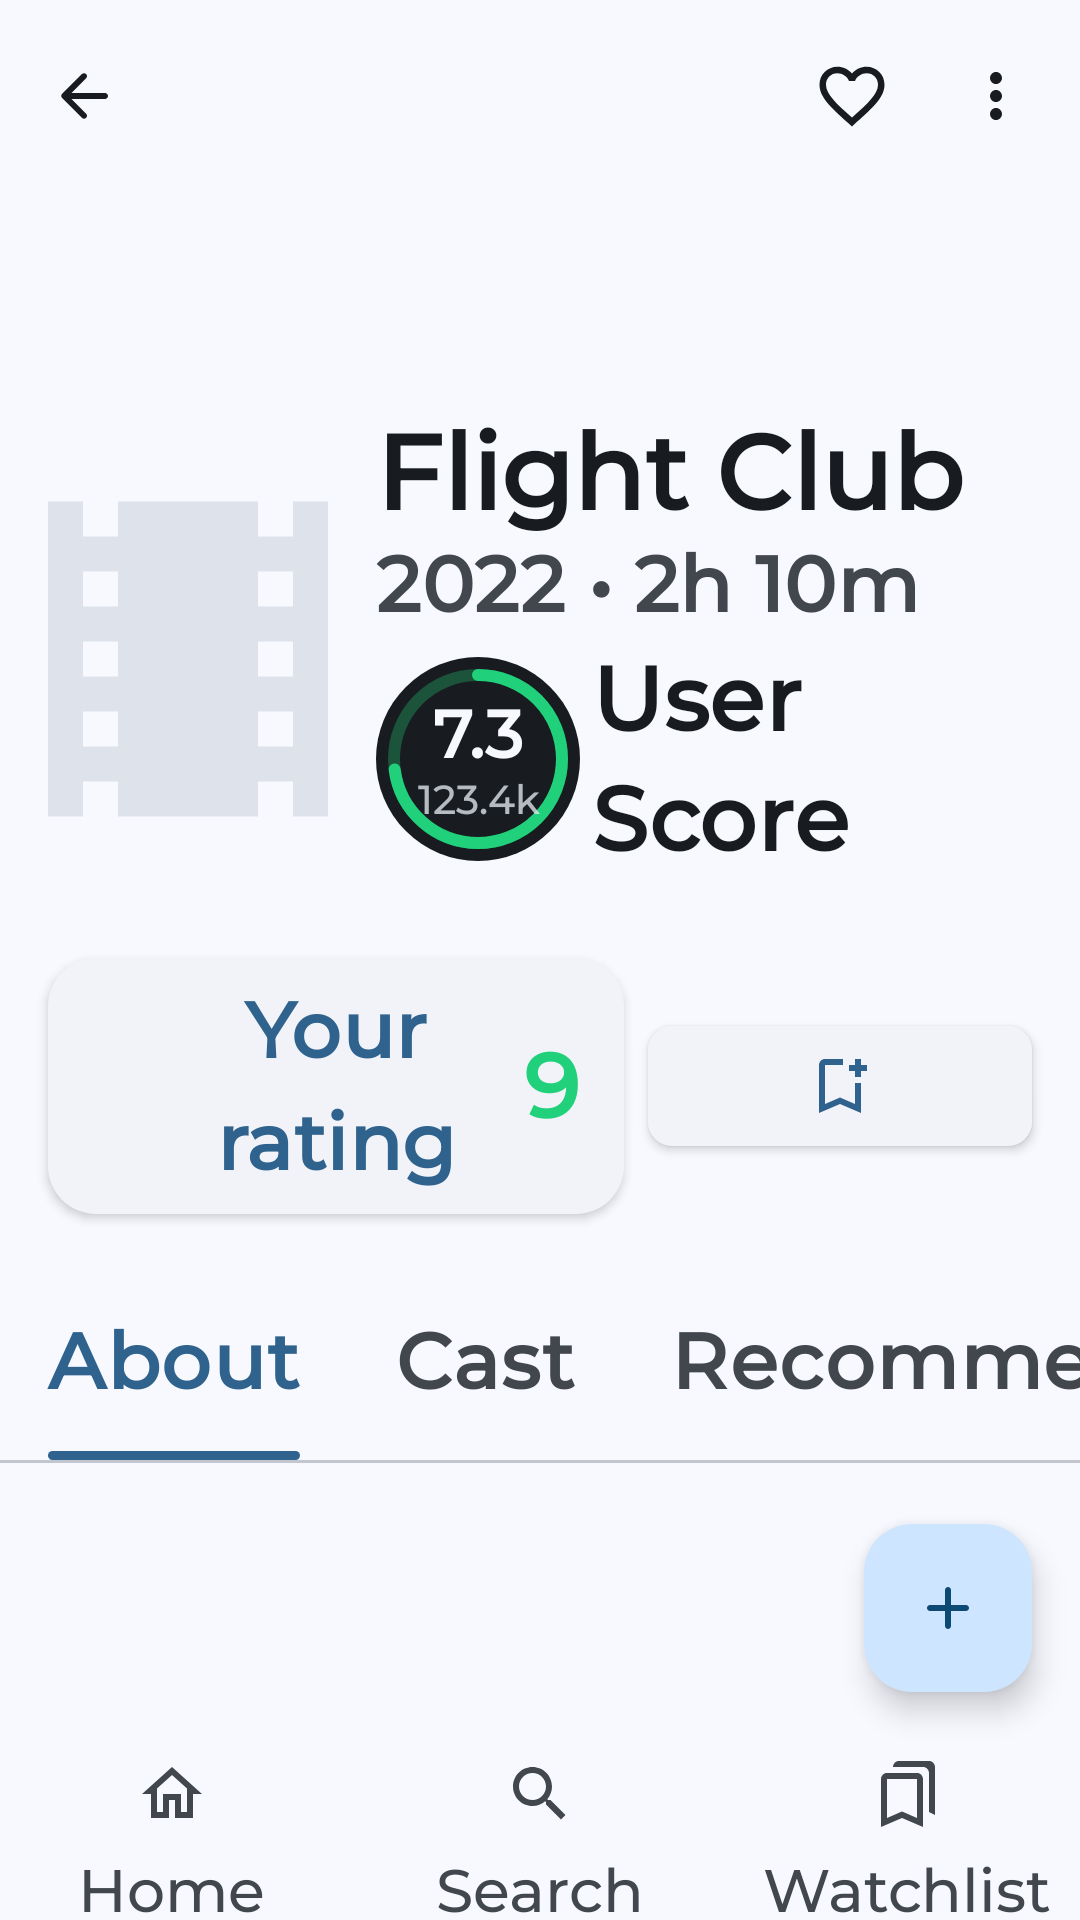 Flight Club
2022 • 2h 10m
7.3
123.4k
User
Score
Your
rating
9
About
Cast
Recomme
Home
Search
Watchlist